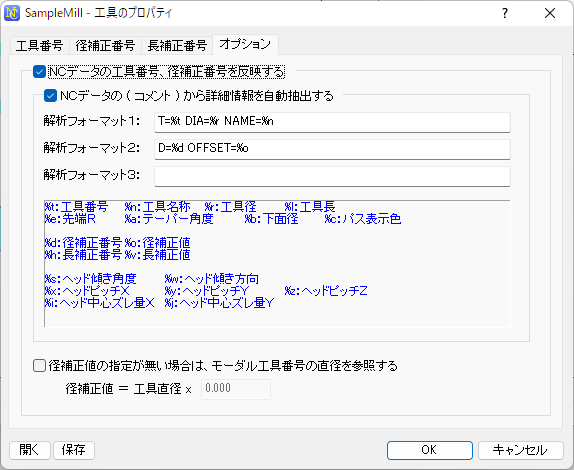 SampleMill - 工具のプロパティ
工具番号 径補正番号 長補正番号 オプション
NCデータの工具番号、径補正番号を反映する
NCデータの ( コメント ) から詳細情報を自動抽出する
解析フォーマット1: T=%t DIA=%r NAME=%n
解析フォーマット2: D=%d OFFSET=%o
解析フォーマット3:
%t:工具番号 %n:工具名称 %r:工具径 %l:工具長
%e:先端R %a:テーパー角度 %b:下面径 %c:パス表示色
%d:径補正番号 %o:径補正値
%h:長補正番号 %v:長補正値
%s:ヘッド傾き角度 %w:ヘッド傾き方向
%x:ヘッドピッチX %y:ヘッドピッチY %z:ヘッドピッチZ
%i:ヘッド中心ズレ量X %j:ヘッド中心ズレ量Y
径補正値の指定が無い場合は、モーダル工具番号の直径を参照する
径補正値 = 工具直径 x 0.000
開く 保存 OK キャンセル